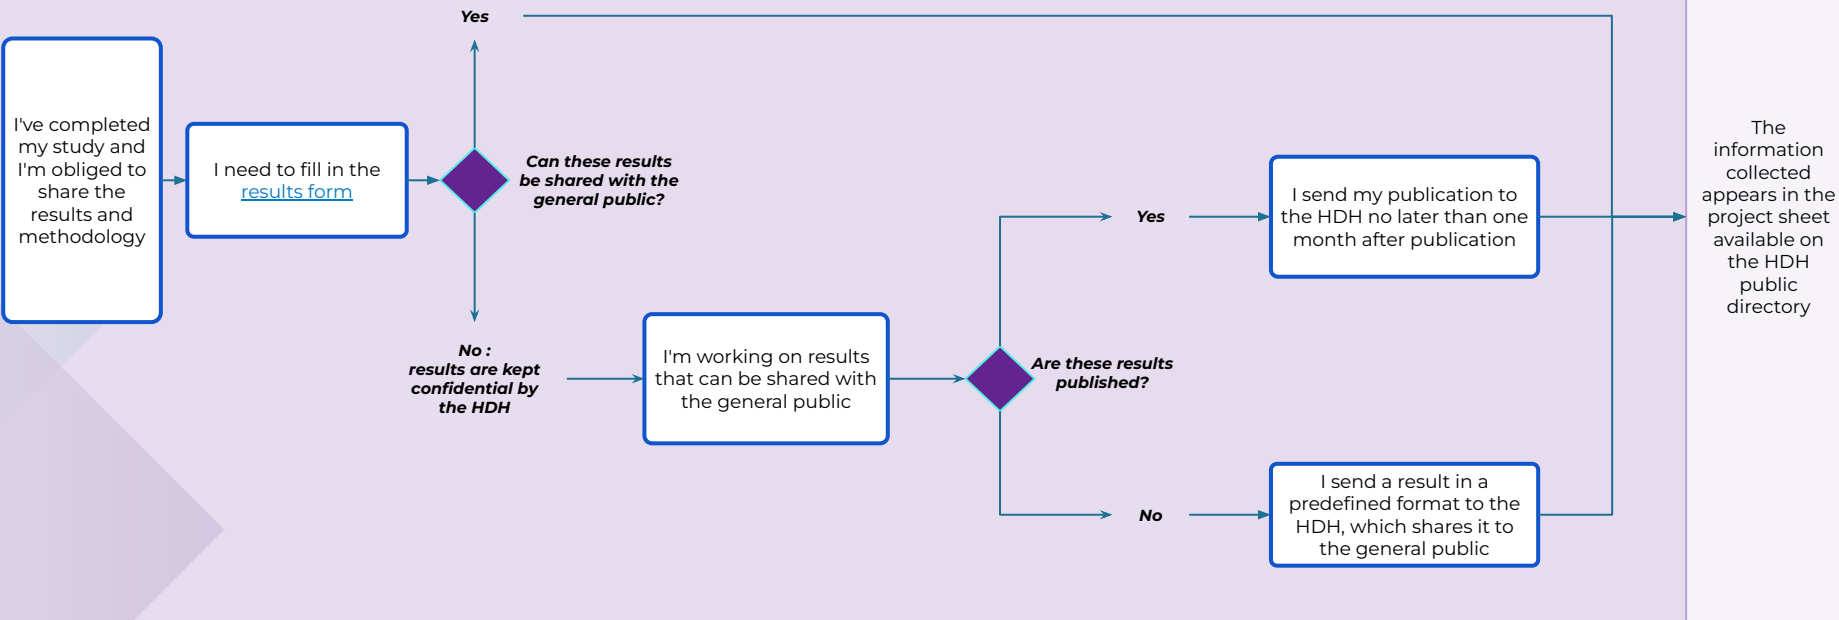 Yes
I've completed
my study and
I'm obliged to
share the
results and
methodology
I need to fill in the
results form
Can these results
be shared with the
general public?
No :
results are kept
confidential by
the HDH
I'm working on results
that can be shared with
the general public
Are these results
published?
Yes
I send my publication to
the HDH no later than one
month after publication
No
I send a result in a
predefined format to the
HDH, which shares it to
the general public
The
information
collected
appears in the
project sheet
available on
the HDH
public
directory